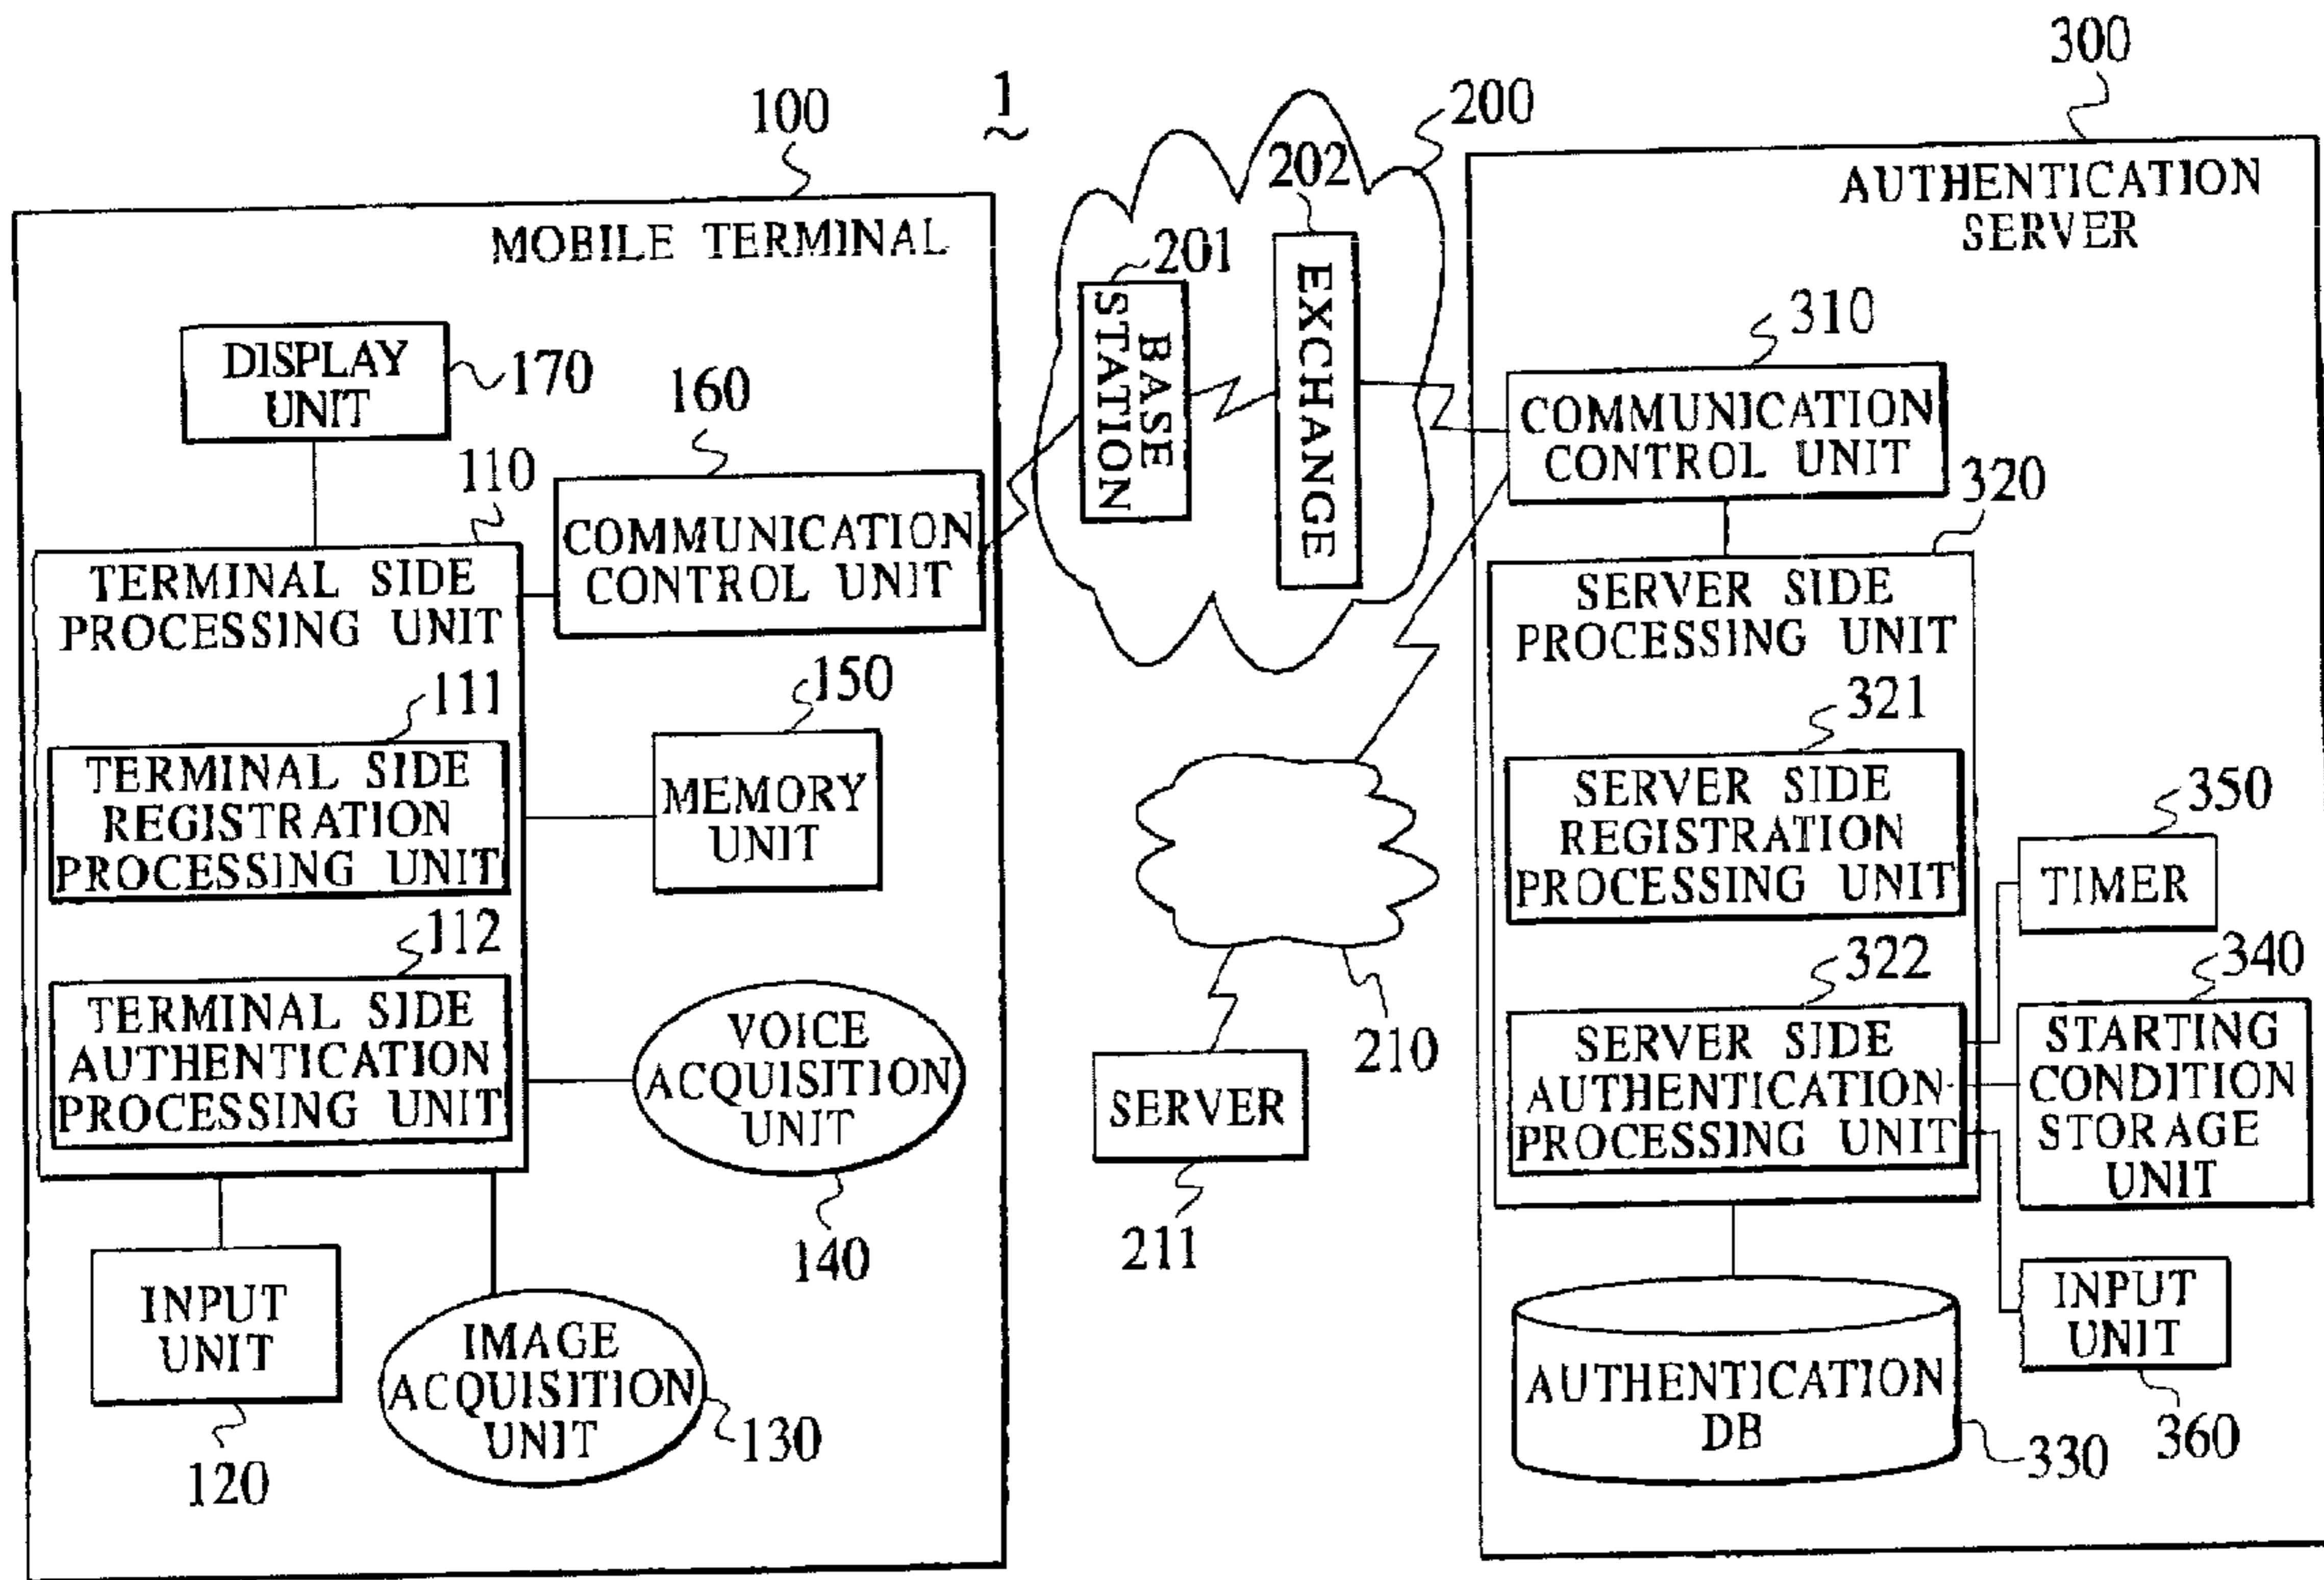 1
100
MOBILE TERMINAL
DISPLAY
UNIT
170
110
160
COMMUNICATION
CONTROL UNIT
TERMINAL SIDE
PROCESSING UNIT
111
TERMINAL SIDE
REGISTRATION
PROCESSING UNIT
150
MEMORY
UNIT
112
TERMINAL SIDE
AUTHENTICATION
PROCESSING UNIT
VOICE
ACQUISITION
UNIT
140
INPUT
UNIT
120
IMAGE
ACQUISITION
UNIT
130
200
201
BASE
STATION
202
EXCHANGE
210
SERVER
211
300
AUTHENTICATION
SERVER
310
COMMUNICATION
CONTROL UNIT
320
SERVER SIDE
PROCESSING UNIT
321
SERVER SIDE
REGISTRATION
PROCESSING UNIT
322
SERVER SIDE
AUTHENTICATION
PROCESSING UNIT
350
TIMER
340
STARTING
CONDITION
STORAGE
UNIT
INPUT
UNIT
360
AUTHENTICATION
DB
330